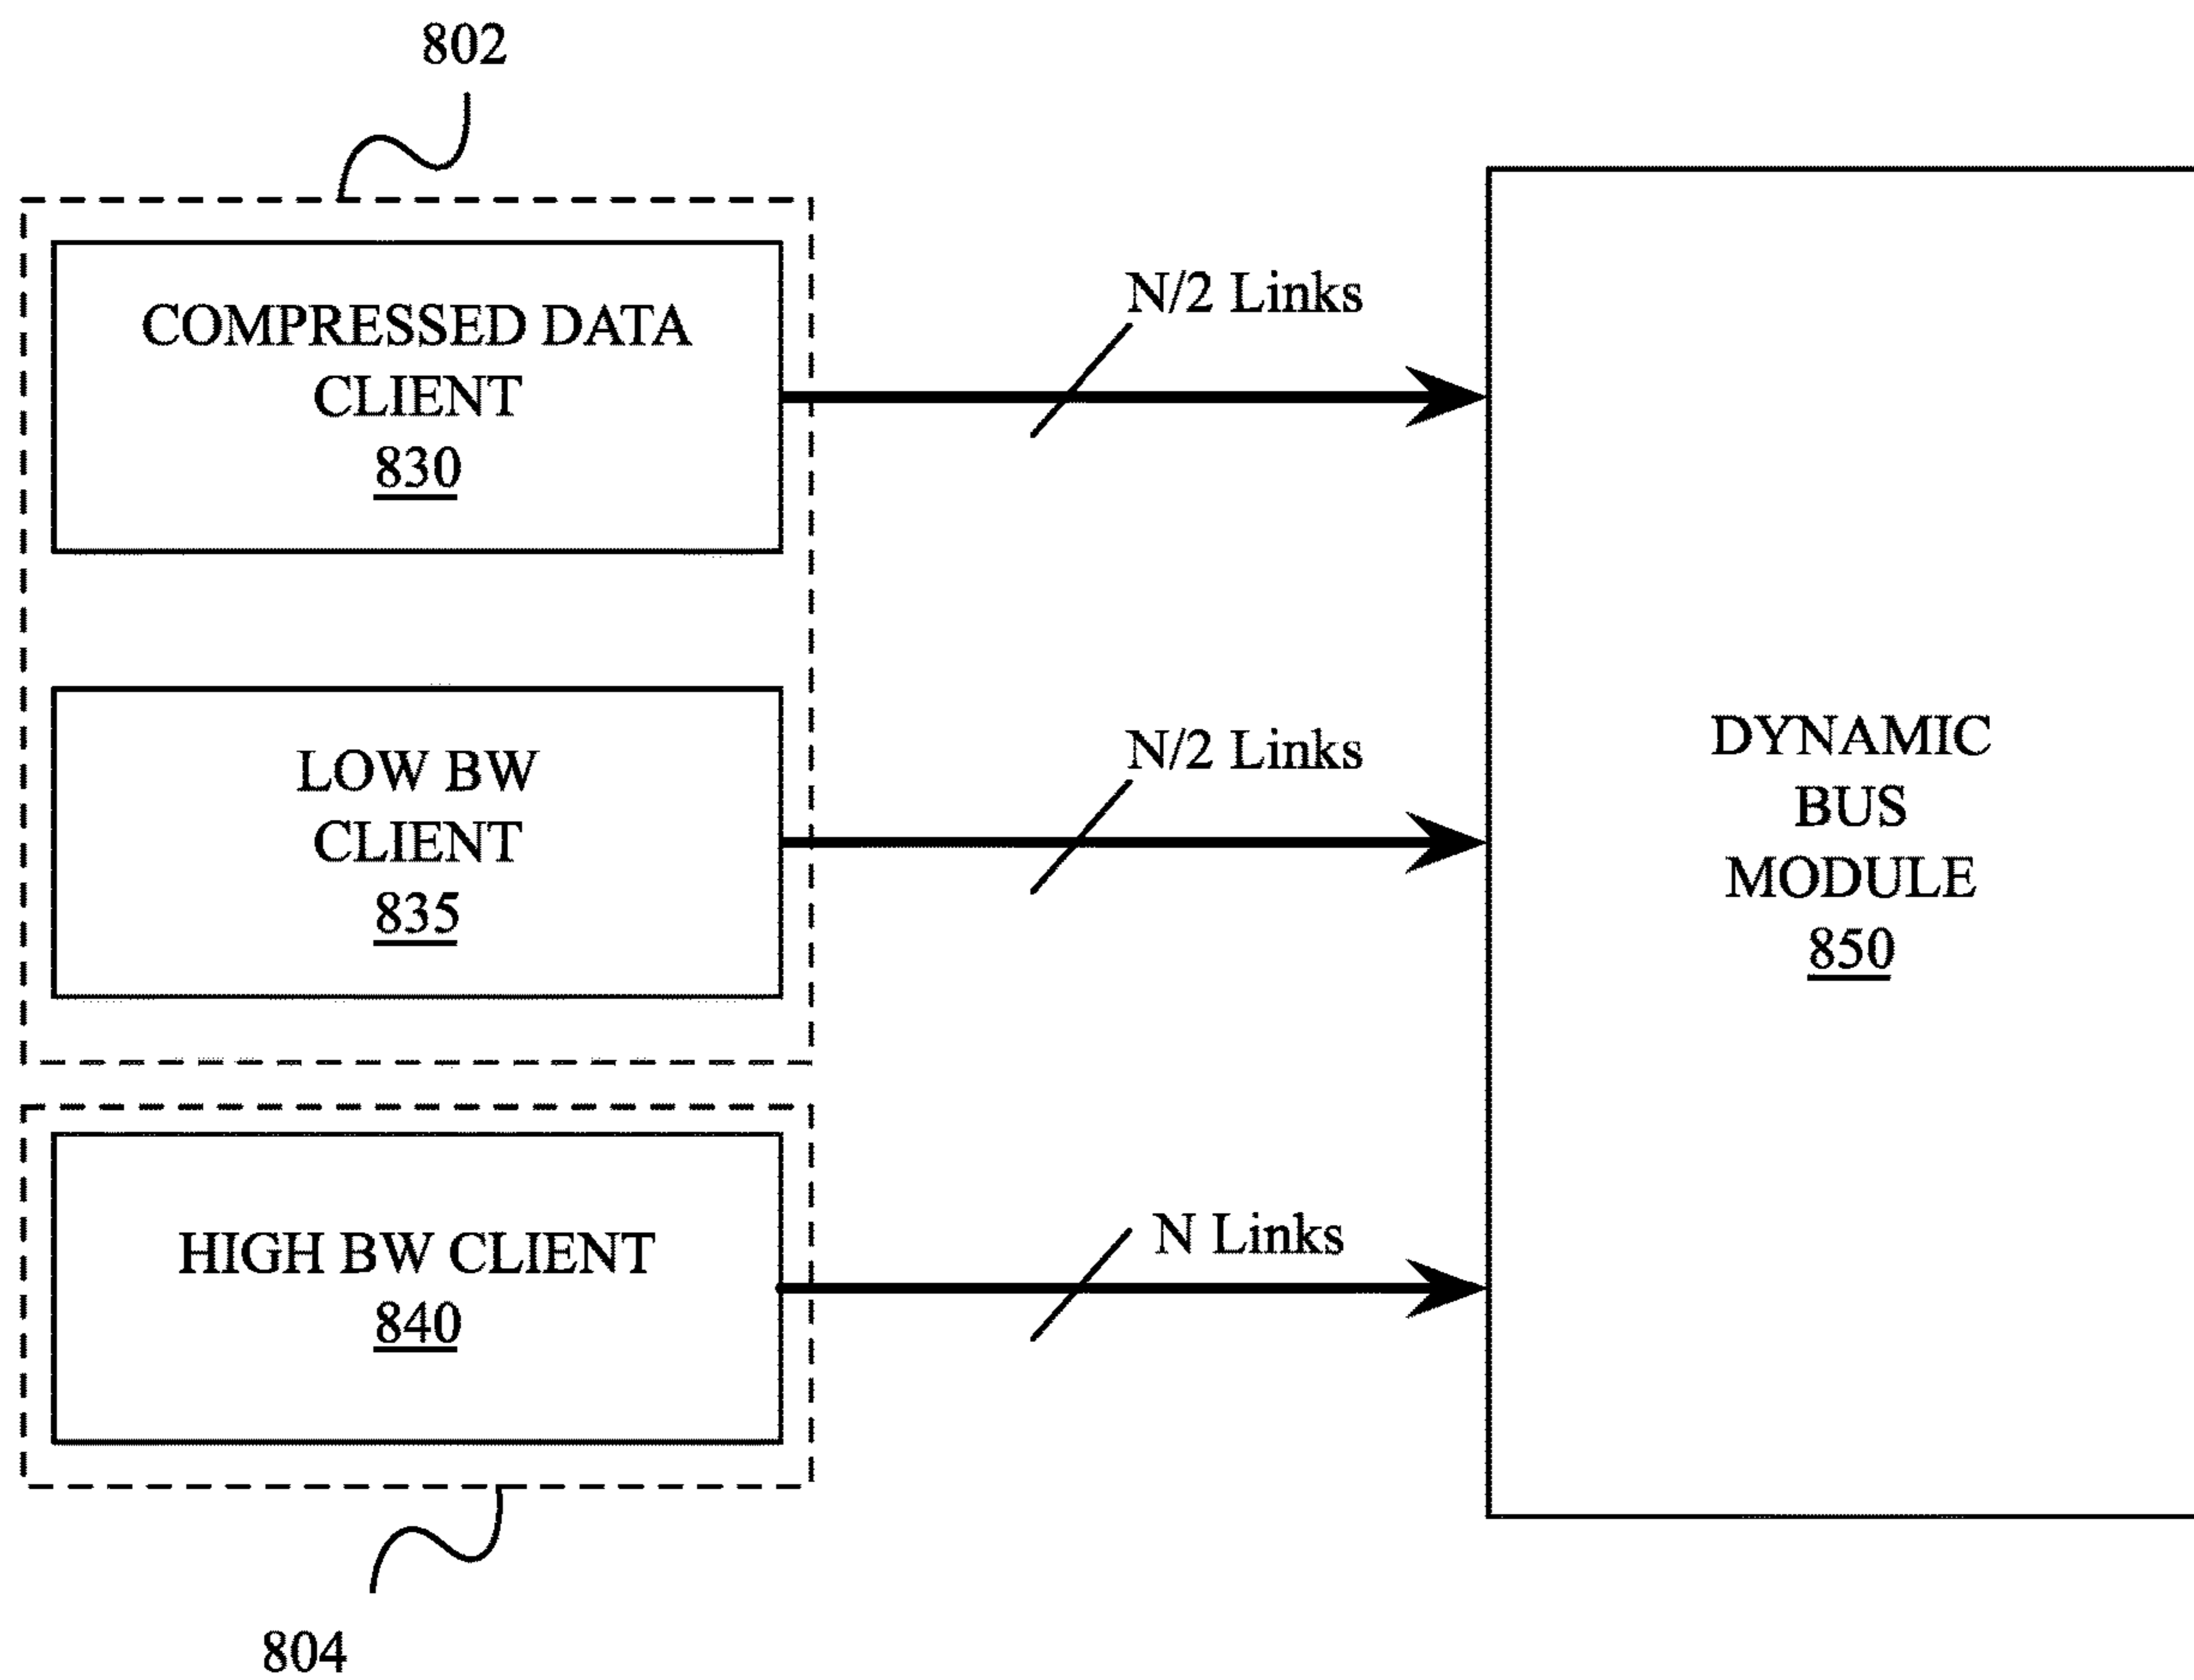 802
COMPRESSED DATA
CLIENT
830
N/2 Links
LOW BW
CLIENT
835
N/2 Links
HIGH BW CLIENT
840
N Links
DYNAMIC
BUS
MODULE
850
804